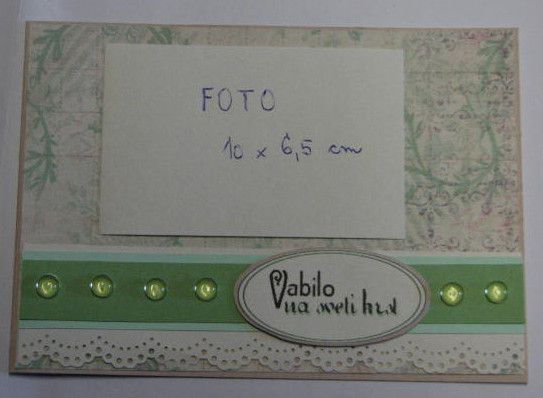 FOTO
10 x 6,5 cm
Vabilo
na sveti krst